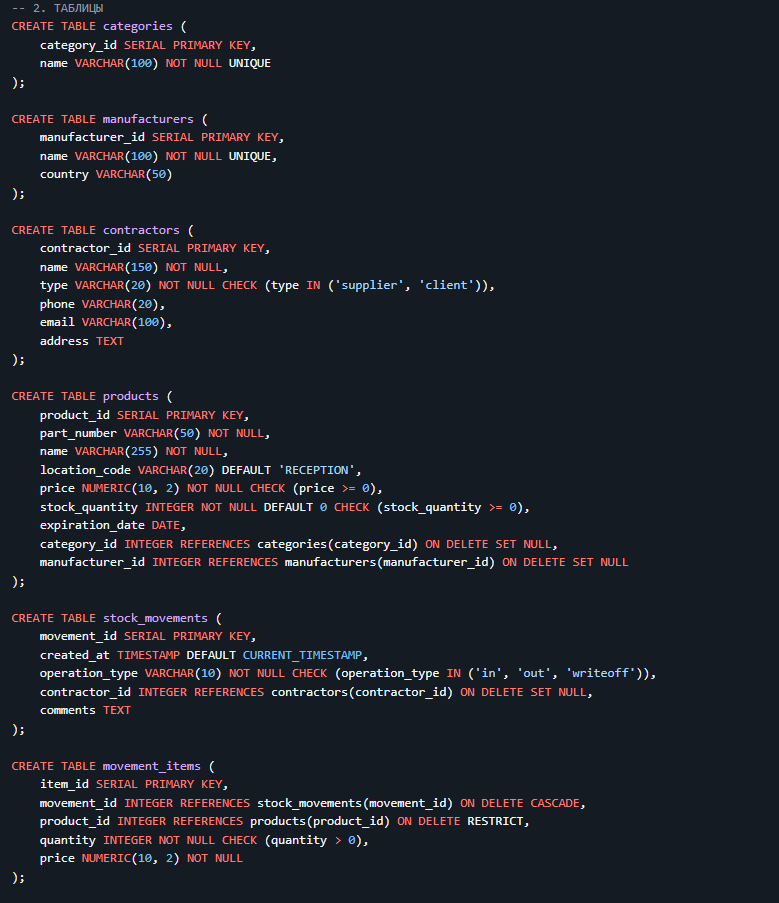 -- 2. ТАБЛИЦЫ
CREATE TABLE categories (
    category_id SERIAL PRIMARY KEY,
    name VARCHAR(100) NOT NULL UNIQUE
);

CREATE TABLE manufacturers (
    manufacturer_id SERIAL PRIMARY KEY,
    name VARCHAR(100) NOT NULL UNIQUE,
    country VARCHAR(50)
);

CREATE TABLE contractors (
    contractor_id SERIAL PRIMARY KEY,
    name VARCHAR(150) NOT NULL,
    type VARCHAR(20) NOT NULL CHECK (type IN ('supplier', 'client')),
    phone VARCHAR(20),
    email VARCHAR(100),
    address TEXT
);

CREATE TABLE products (
    product_id SERIAL PRIMARY KEY,
    part_number VARCHAR(50) NOT NULL,
    name VARCHAR(255) NOT NULL,
    location_code VARCHAR(20) DEFAULT 'RECEPTION',
    price NUMERIC(10, 2) NOT NULL CHECK (price >= 0),
    stock_quantity INTEGER NOT NULL DEFAULT 0 CHECK (stock_quantity >= 0),
    expiration_date DATE,
    category_id INTEGER REFERENCES categories(category_id) ON DELETE SET NULL,
    manufacturer_id INTEGER REFERENCES manufacturers(manufacturer_id) ON DELETE SET NULL
);

CREATE TABLE stock_movements (
    movement_id SERIAL PRIMARY KEY,
    created_at TIMESTAMP DEFAULT CURRENT_TIMESTAMP,
    operation_type VARCHAR(10) NOT NULL CHECK (operation_type IN ('in', 'out', 'writeoff')),
    contractor_id INTEGER REFERENCES contractors(contractor_id) ON DELETE SET NULL,
    comments TEXT
);

CREATE TABLE movement_items (
    item_id SERIAL PRIMARY KEY,
    movement_id INTEGER REFERENCES stock_movements(movement_id) ON DELETE CASCADE,
    product_id INTEGER REFERENCES products(product_id) ON DELETE RESTRICT,
    quantity INTEGER NOT NULL CHECK (quantity > 0),
    price NUMERIC(10, 2) NOT NULL
);